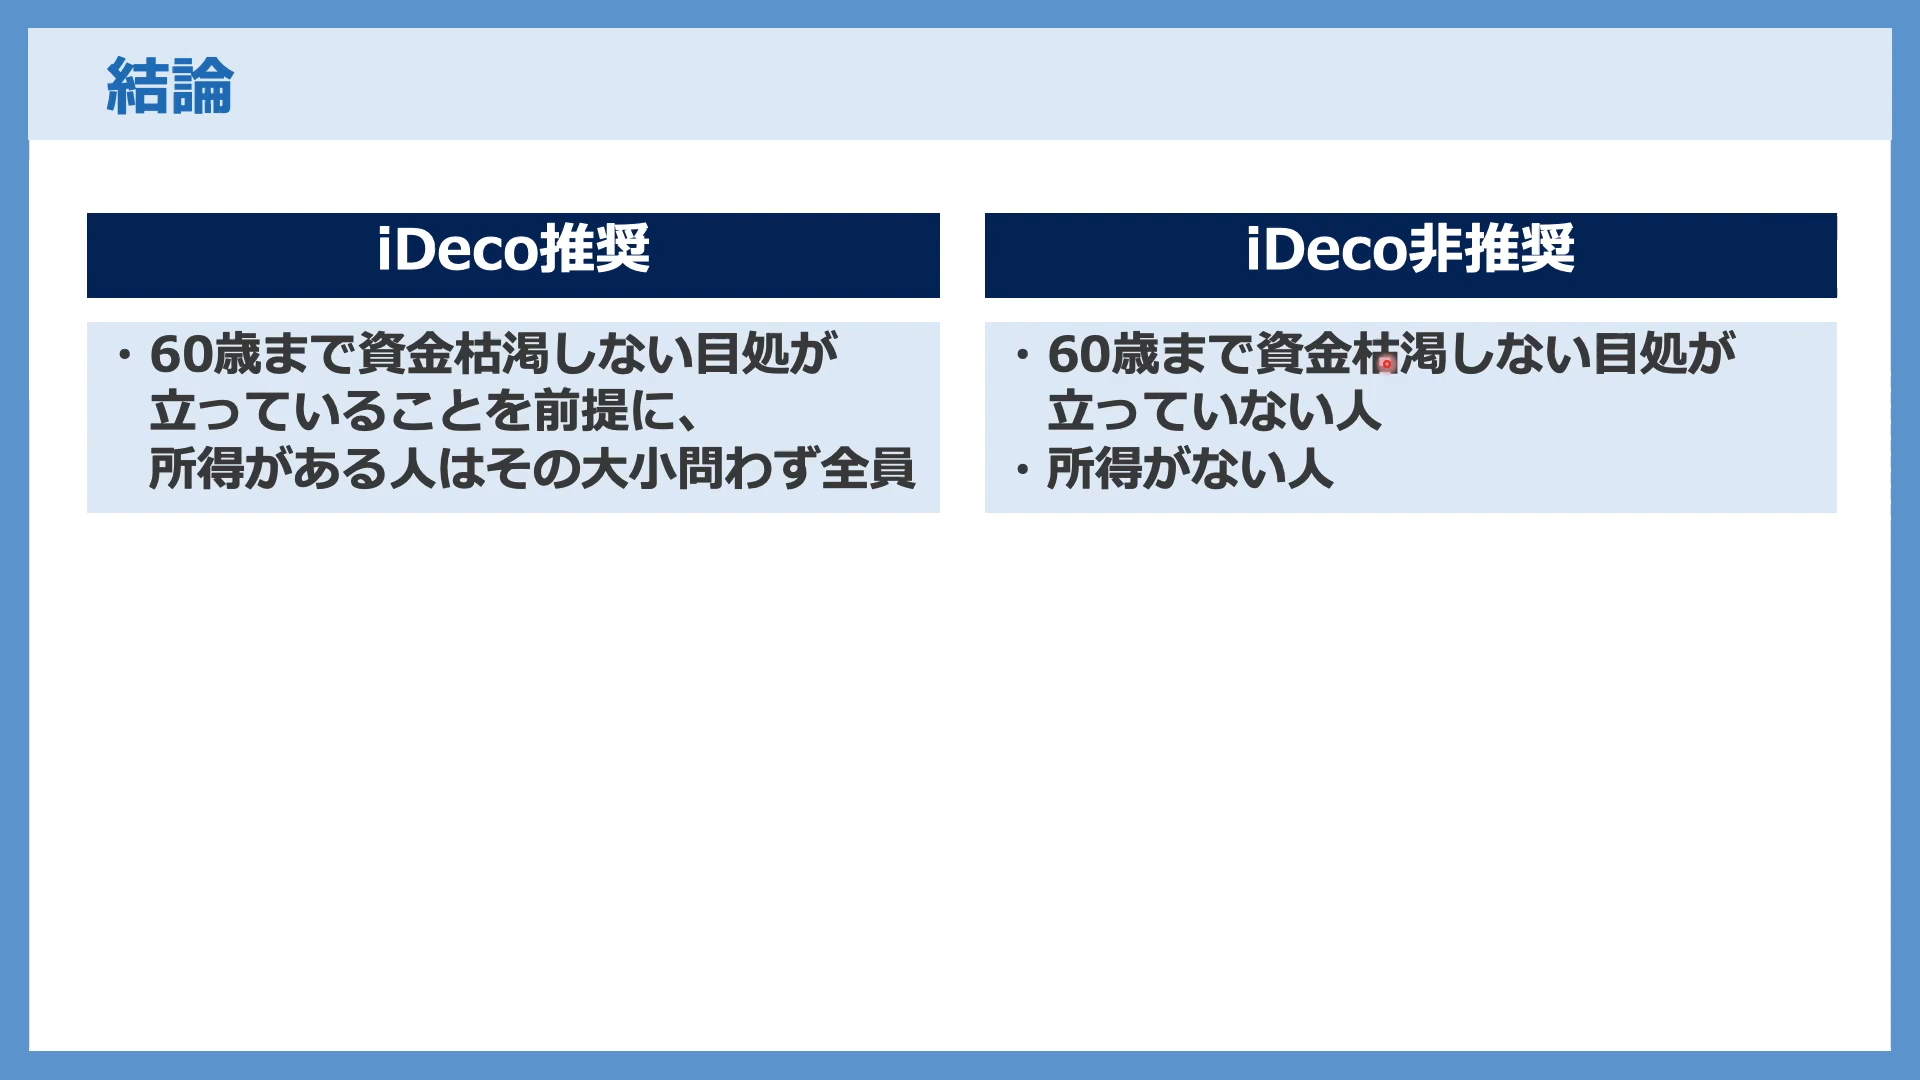 結論
iDeco推奨
・60歳まで資金枯渇しない目処が
立っていることを前提に、
所得がある人はその大小問わず全員
iDeco非推奨
・60歳まで資金枯渇しない目処が
立っていない人
・所得がない人